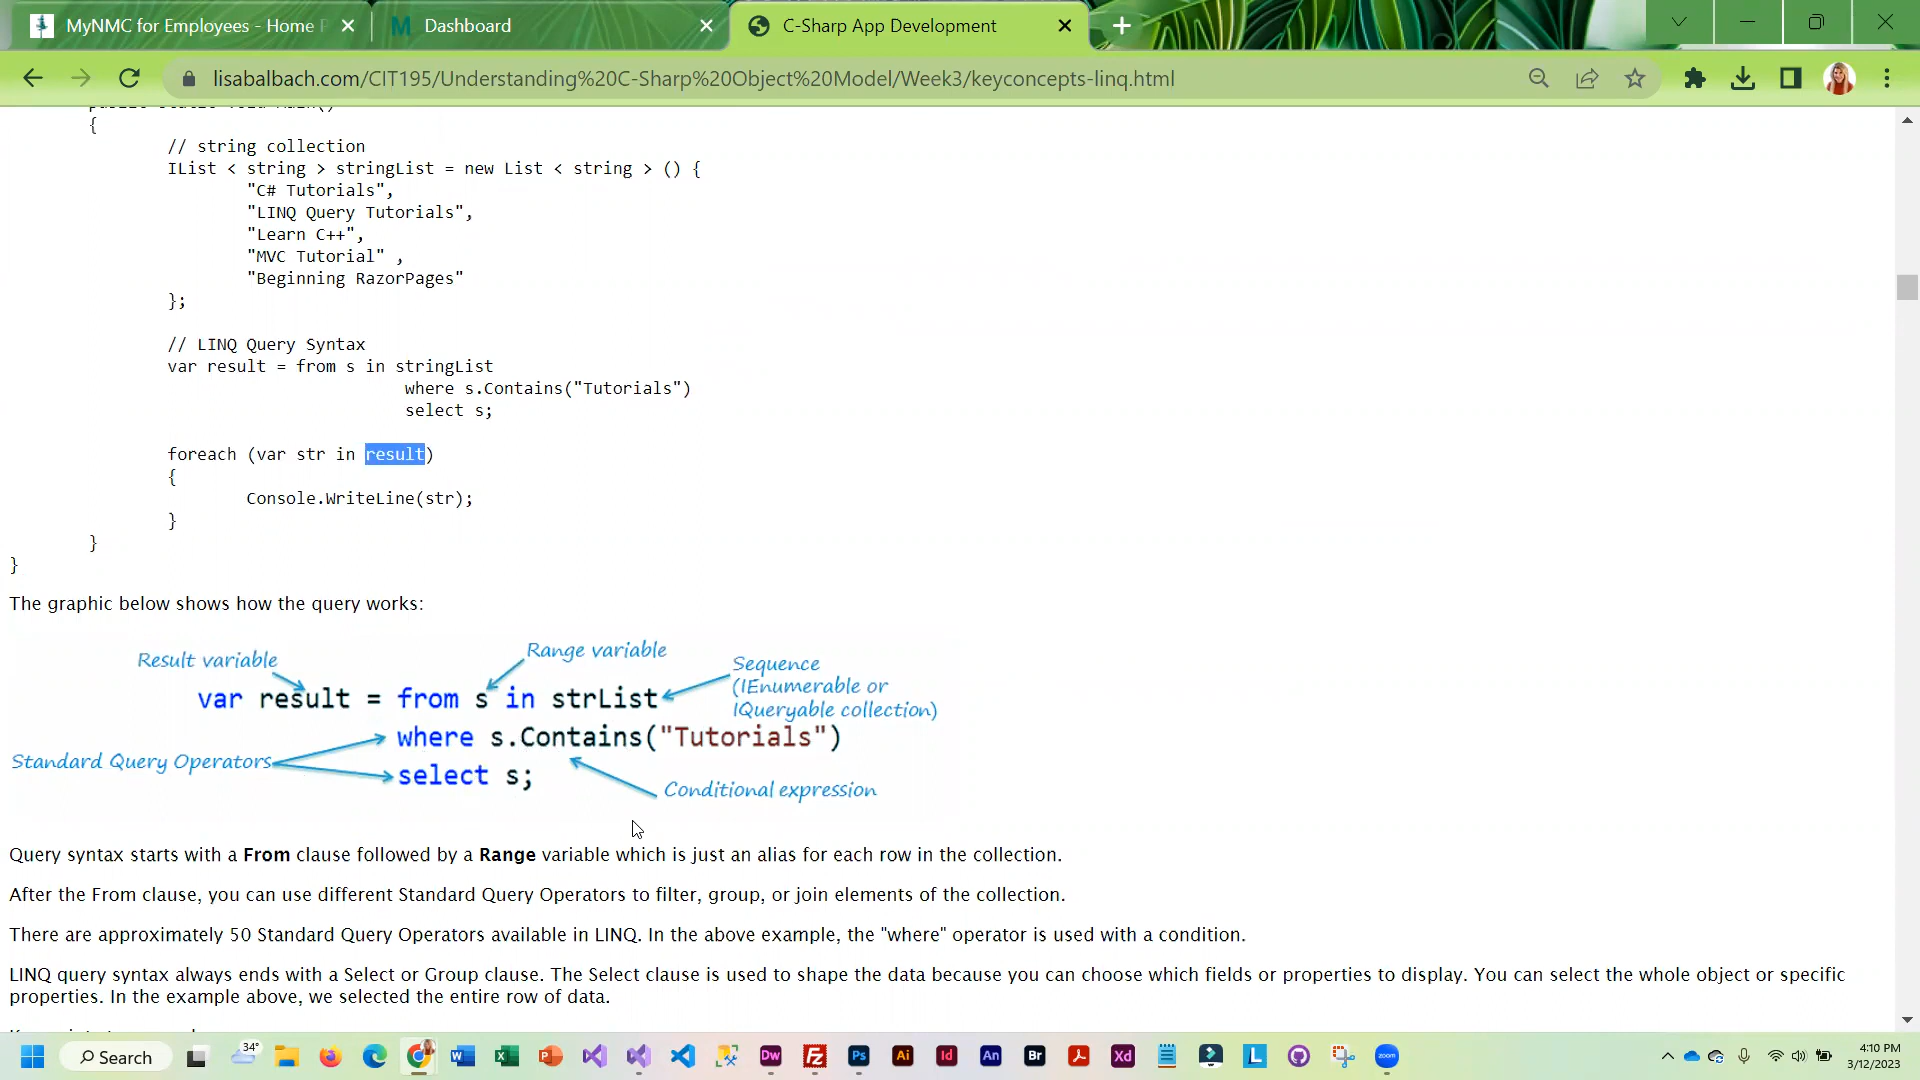 MyNMC for Employees - Home P
Dashboard
C-Sharp App Development
lisabalbach.com/CIT195/Understanding%20C-Sharp%20Object%20Model/Week3/keyconcepts-linq.html
{
// string collection
IList < string > stringList = new List < string > () {
"C# Tutorials",
"LINQ Query Tutorials",
"Learn C++",
"MVC Tutorial" ,
"Beginning RazorPages"
};
// LINQ Query Syntax
var result = from s in stringList
where s.Contains("Tutorials")
select s;
foreach (var str in result)
{
Console.WriteLine(str);
}
}
}
The graphic below shows how the query works:
Result variable
Range variable
Sequence
(IEnumerable or
IQueryable collection)
var result = from s in strList
where s.Contains("Tutorials")
Standard Query Operators
select s;
Conditional expression
Query syntax starts with a From clause followed by a Range variable which is just an alias for each row in the collection.
After the From clause, you can use different Standard Query Operators to filter, group, or join elements of the collection.
There are approximately 50 Standard Query Operators available in LINQ. In the above example, the "where" operator is used with a condition.
LINQ query syntax always ends with a Select or Group clause. The Select clause is used to shape the data because you can choose which fields or properties to display. You can select the whole object or specific
properties. In the example above, we selected the entire row of data.
Search
34°
Dw
Fz
Ps
Ai
Id
An
Br
Xd
L
zoom
4:10 PM
3/12/2023